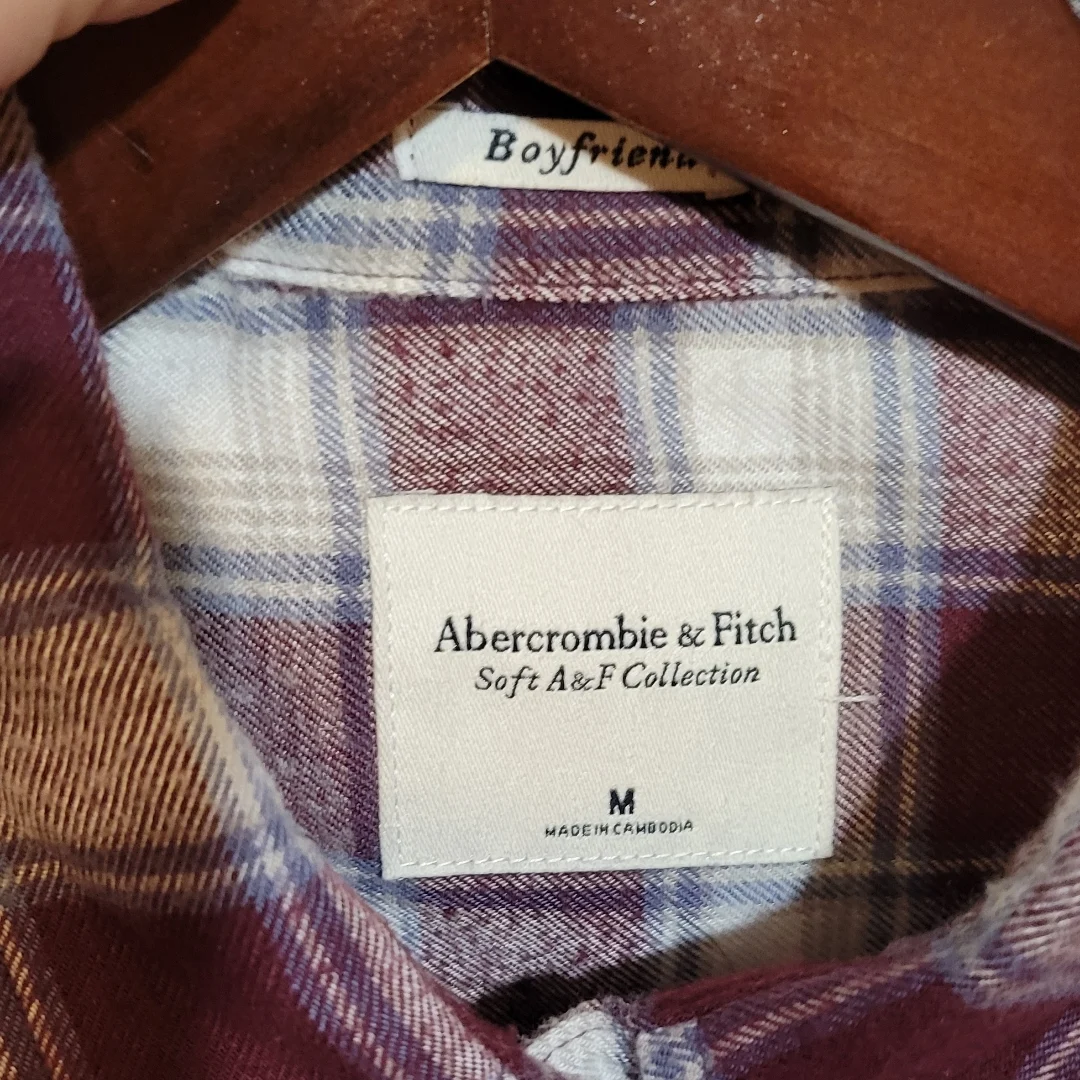 Boyfriend
Abercrombie & Fitch
Soft A&F Collection
M
MADE IN CAMBODIA